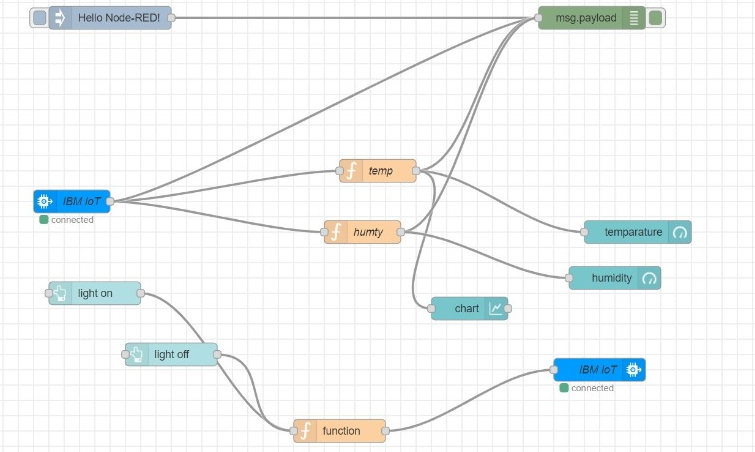 Hello Node-RED!
msg.payload
temp
IBM IoT
connected
humty
temparature
humidity
light on
chart
light off
IBM IoT
connected
function